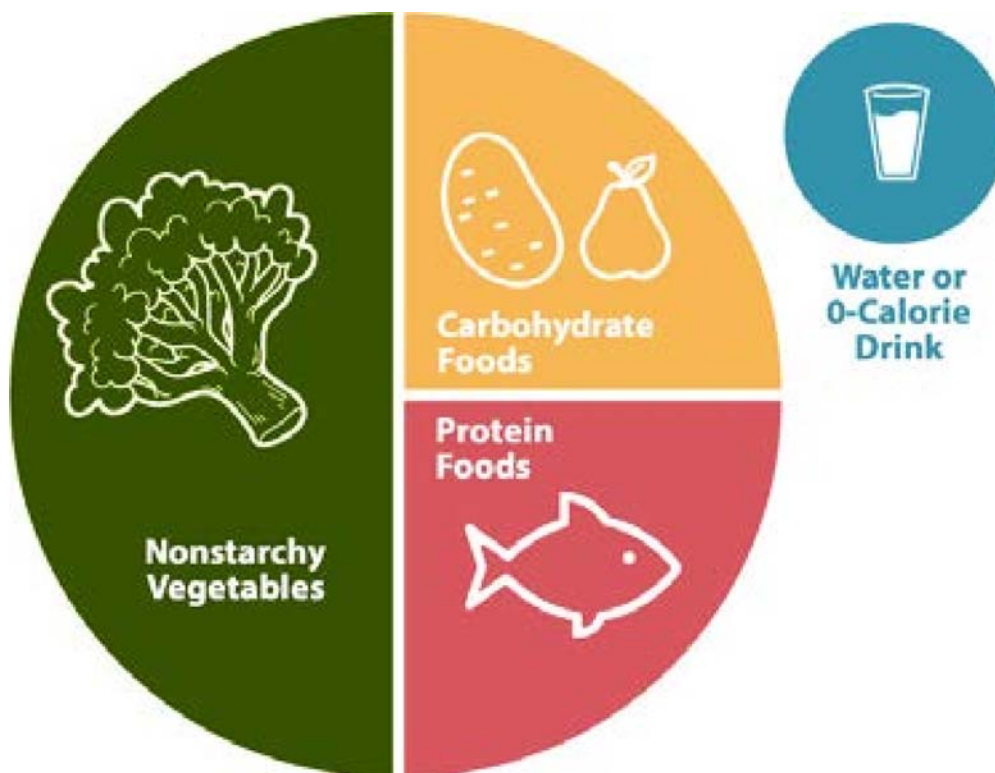 Nonstarchy
Vegetables
Carbohydrate
Foods
Protein
Foods
Water or
0-Calorie
Drink